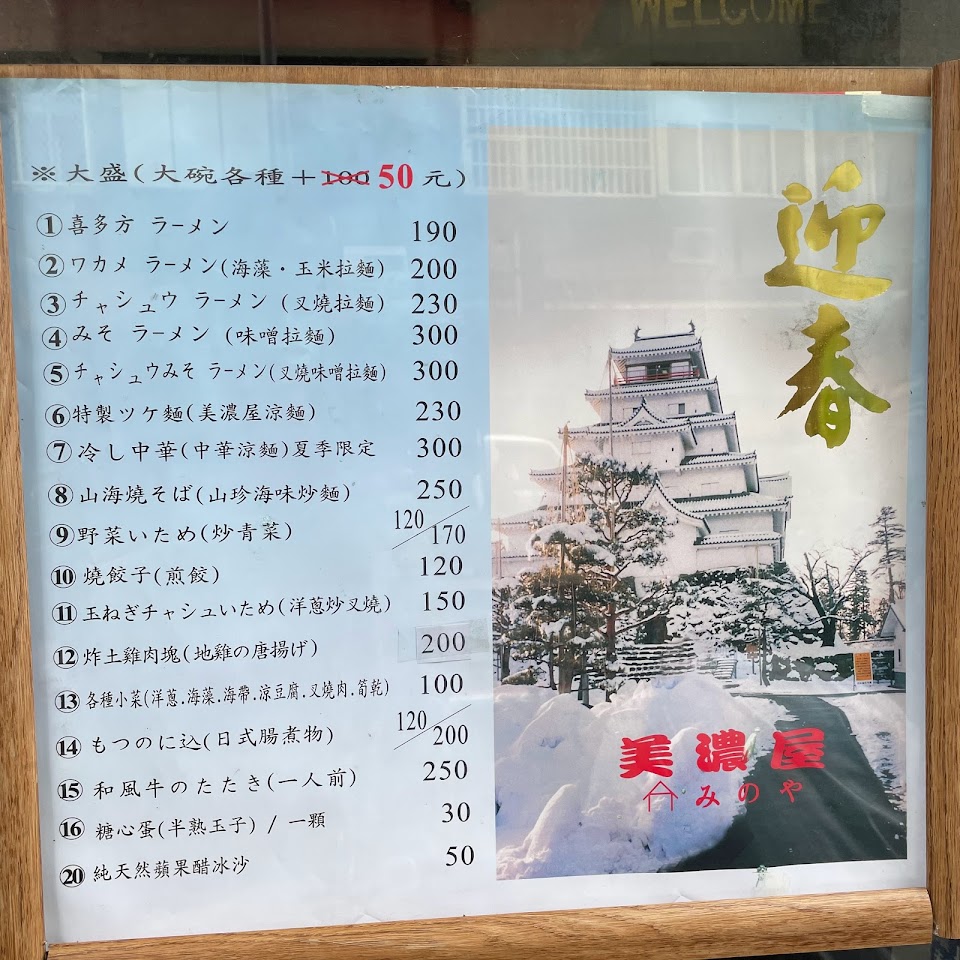 WELCOME
※大盛(大碗各種＋100 50元)
①喜多方 ラーメン 190
②ワカメ ラーメン(海藻・玉米拉麵) 200
③チャシュウ ラーメン (叉燒拉麵) 230
④みそ ラーメン (味噌拉麵) 300
⑤チャシュウみそ ラーメン(叉燒味噌拉麵) 300
⑥特製ツケ麵(美濃屋涼麵) 230
⑦冷し中華(中華涼麵)夏季限定 300
⑧山海燒そば(山珍海味炒麵) 250
⑨野菜いため(炒青菜) 120/170
⑩燒餃子(煎餃) 120
⑪玉ねぎチャシュいため(洋蔥炒叉燒) 150
⑫炸土雞肉塊(地雞の唐揚げ) 200
⑬各種小菜(洋蔥.海藻.海帶.涼豆腐.叉燒肉.筍乾) 100
⑭もつのに込(日式腸煮物) 120/200
⑮和風牛のたたき(一人前) 250
⑯糖心蛋(半熟玉子) / 一顆 30
⑳純天然蘋果醋冰沙 50
迎春
美濃屋
みのや